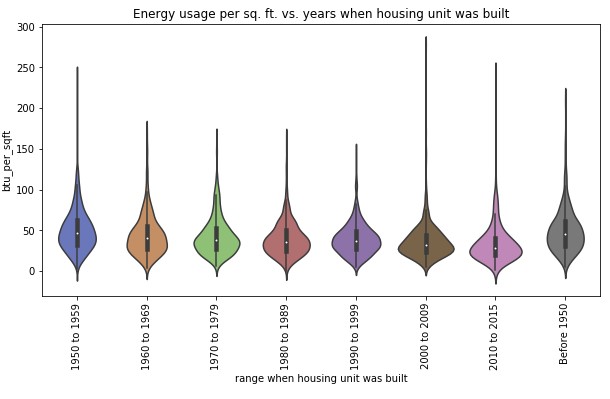 Energy usage per sq. ft. vs. years when housing unit was built
btu_per_sqft
300
250
200
150
100
50
0
1950 to 1959
1960 to 1969
1970 to 1979
1980 to 1989
1990 to 1999
2000 to 2009
2010 to 2015
Before 1950
range when housing unit was built